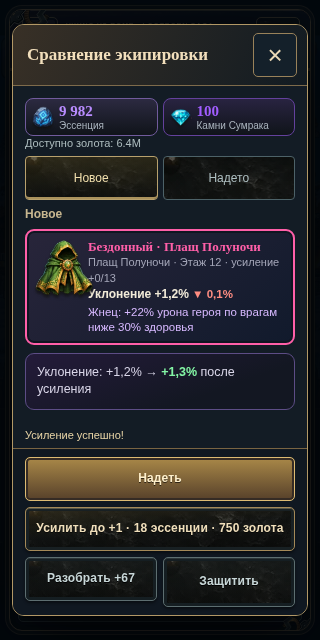 Сравнение экипировки
9 982
Эссенция
100
Камни Сумрака
Доступно золота: 6.4M
Новое
Надето
Новое
Бездонный · Плащ Полуночи
Плащ Полуночи · Этаж 12 · усиление
+0/13
Уклонение +1,2% ▼ 0,1%
Жнец: +22% урона героя по врагам
ниже 30% здоровья
Уклонение: +1,2% → +1,3% после
усиления
Усиление успешно!
Надеть
Усилить до +1 · 18 эссенции · 750 золота
Разобрать +67
Защитить